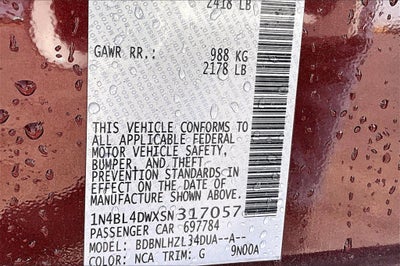 2418 LB
GAWR RR.: 988 KG
2178 LB
THIS VEHICLE CONFORMS TO
ALL APPLICABLE FEDERAL
MOTOR VEHICLE SAFETY,
BUMPER, AND THEFT
PREVENTION STANDARDS IN
EFFECT ON THE DATE OF
MANUFACTURE SHOWN ABOVE.
1N4BL4DWXSN317057
PASSENGER CAR 697784
MODEL: BDBNLHZL34DUA--A--
COLOR: NCA TRIM: G 9N00A